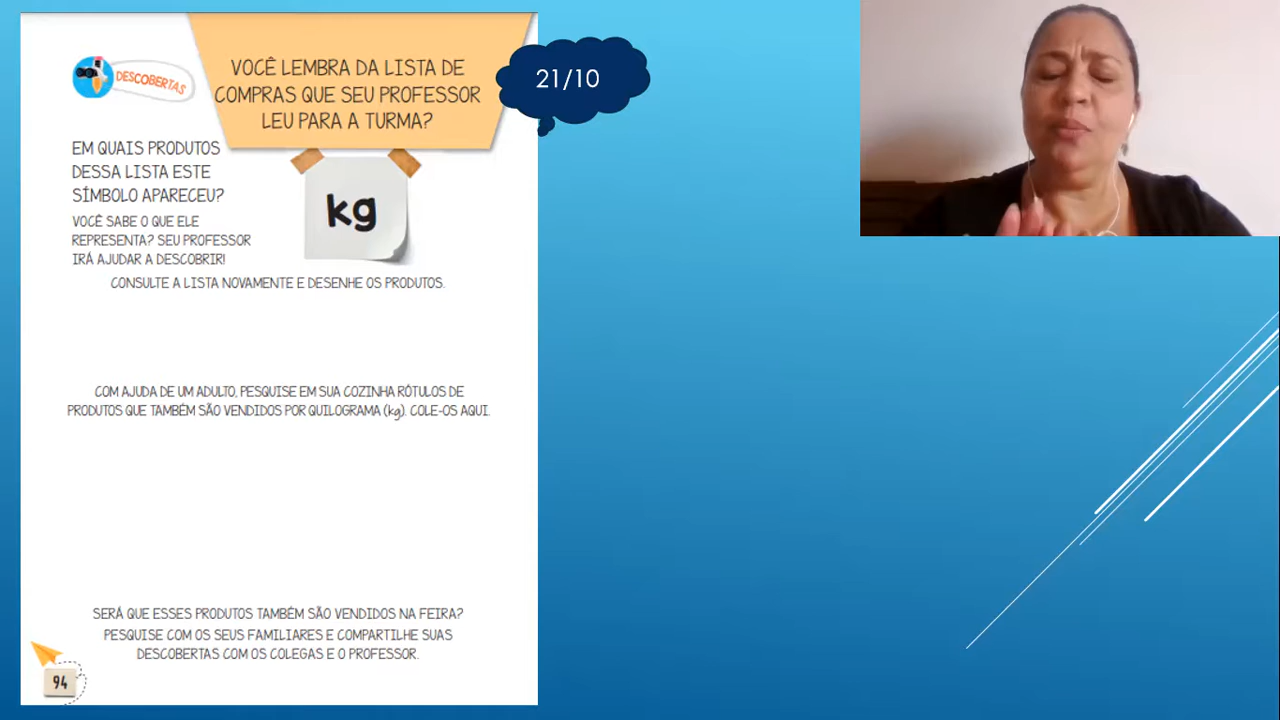 DESCOBERTAS
VOCÊ LEMBRA DA LISTA DE
COMPRAS QUE SEU PROFESSOR
LEU PARA A TURMA?
21/10
EM QUAIS PRODUTOS
DESSA LISTA ESTE
SÍMBOLO APARECEU?
VOCÊ SABE O QUE ELE
REPRESENTA? SEU PROFESSOR
IRÁ AJUDAR A DESCOBRIR!
kg
CONSULTE A LISTA NOVAMENTE E DESENHE OS PRODUTOS.
COM AJUDA DE UM ADULTO, PESQUISE EM SUA COZINHA RÓTULOS DE
PRODUTOS QUE TAMBÉM SÃO VENDIDOS POR QUILOGRAMA (kg). COLE-OS AQUI.
SERÁ QUE ESSES PRODUTOS TAMBÉM SÃO VENDIDOS NA FEIRA?
PESQUISE COM OS SEUS FAMILIARES E COMPARTILHE SUAS
DESCOBERTAS COM OS COLEGAS E O PROFESSOR.
94